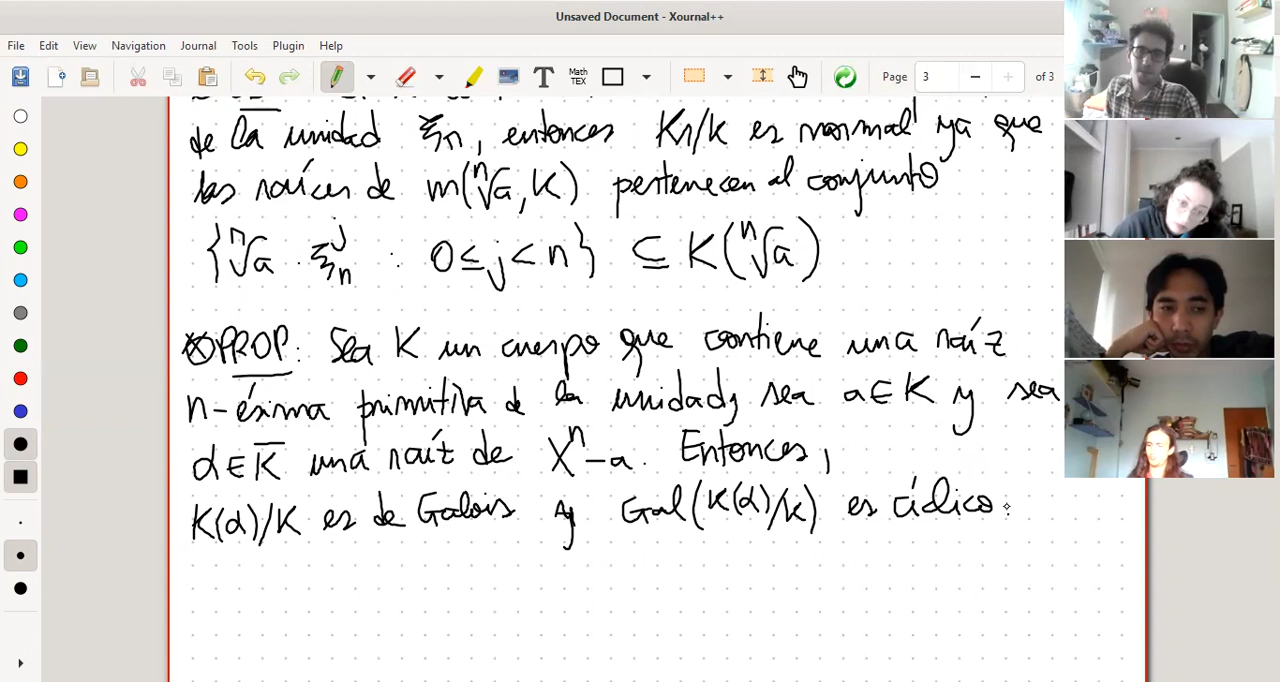 Unsaved Document - Xournal++
File Edit View Navigation Journal Tools Plugin Help
Math TEX T Page 3 of 3
de la unidad ξn, entonces K1/K es normal ya que
las raíces de m(ⁿ√a, K) pertenecen al conjunto
{ⁿ√a · ξn^j : 0 ≤ j < n} ⊆ K(ⁿ√a)
PROP: Sea K un cuerpo que contiene una raíz
n-ésima primitiva de la unidad, sea a ∈ K y sea
α ∈ K̅ una raíz de Xⁿ - a. Entonces,
K(α)/K es de Galois y Gal(K(α)/K) es cíclico.